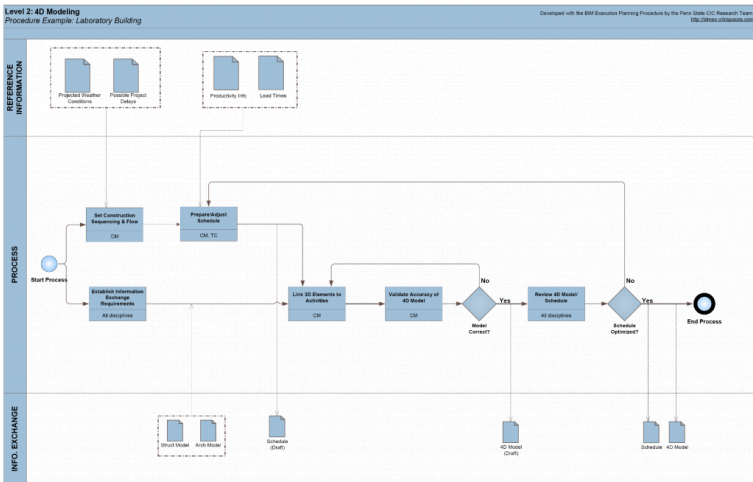 Level 2: 4D Modeling
Procedure Example: Laboratory Building
Developed with the BIM Execution Planning Procedure by the Penn State CIC Research Team
http://bimex.wikispaces.com
REFERENCE
INFORMATION
Projected Weather
Conditions
Possible Project
Delays
Productivity Info
Lead Times
PROCESS
Start Process
Set Construction
Sequencing & Flow
CM
Prepare/Adjust
Schedule
CM, TC
Establish Information
Exchange
Requirements
All disciplines
Link 3D Elements to
Activities
CM
Validate Accuracy of
4D Model
CM
No
Yes
Model
Correct?
Review 4D Model/
Schedule
All disciplines
No
Yes
Schedule
Optimized?
End Process
INFO. EXCHANGE
Struct Model
Arch Model
Schedule
(Draft)
4D Model
(Draft)
Schedule
4D Model